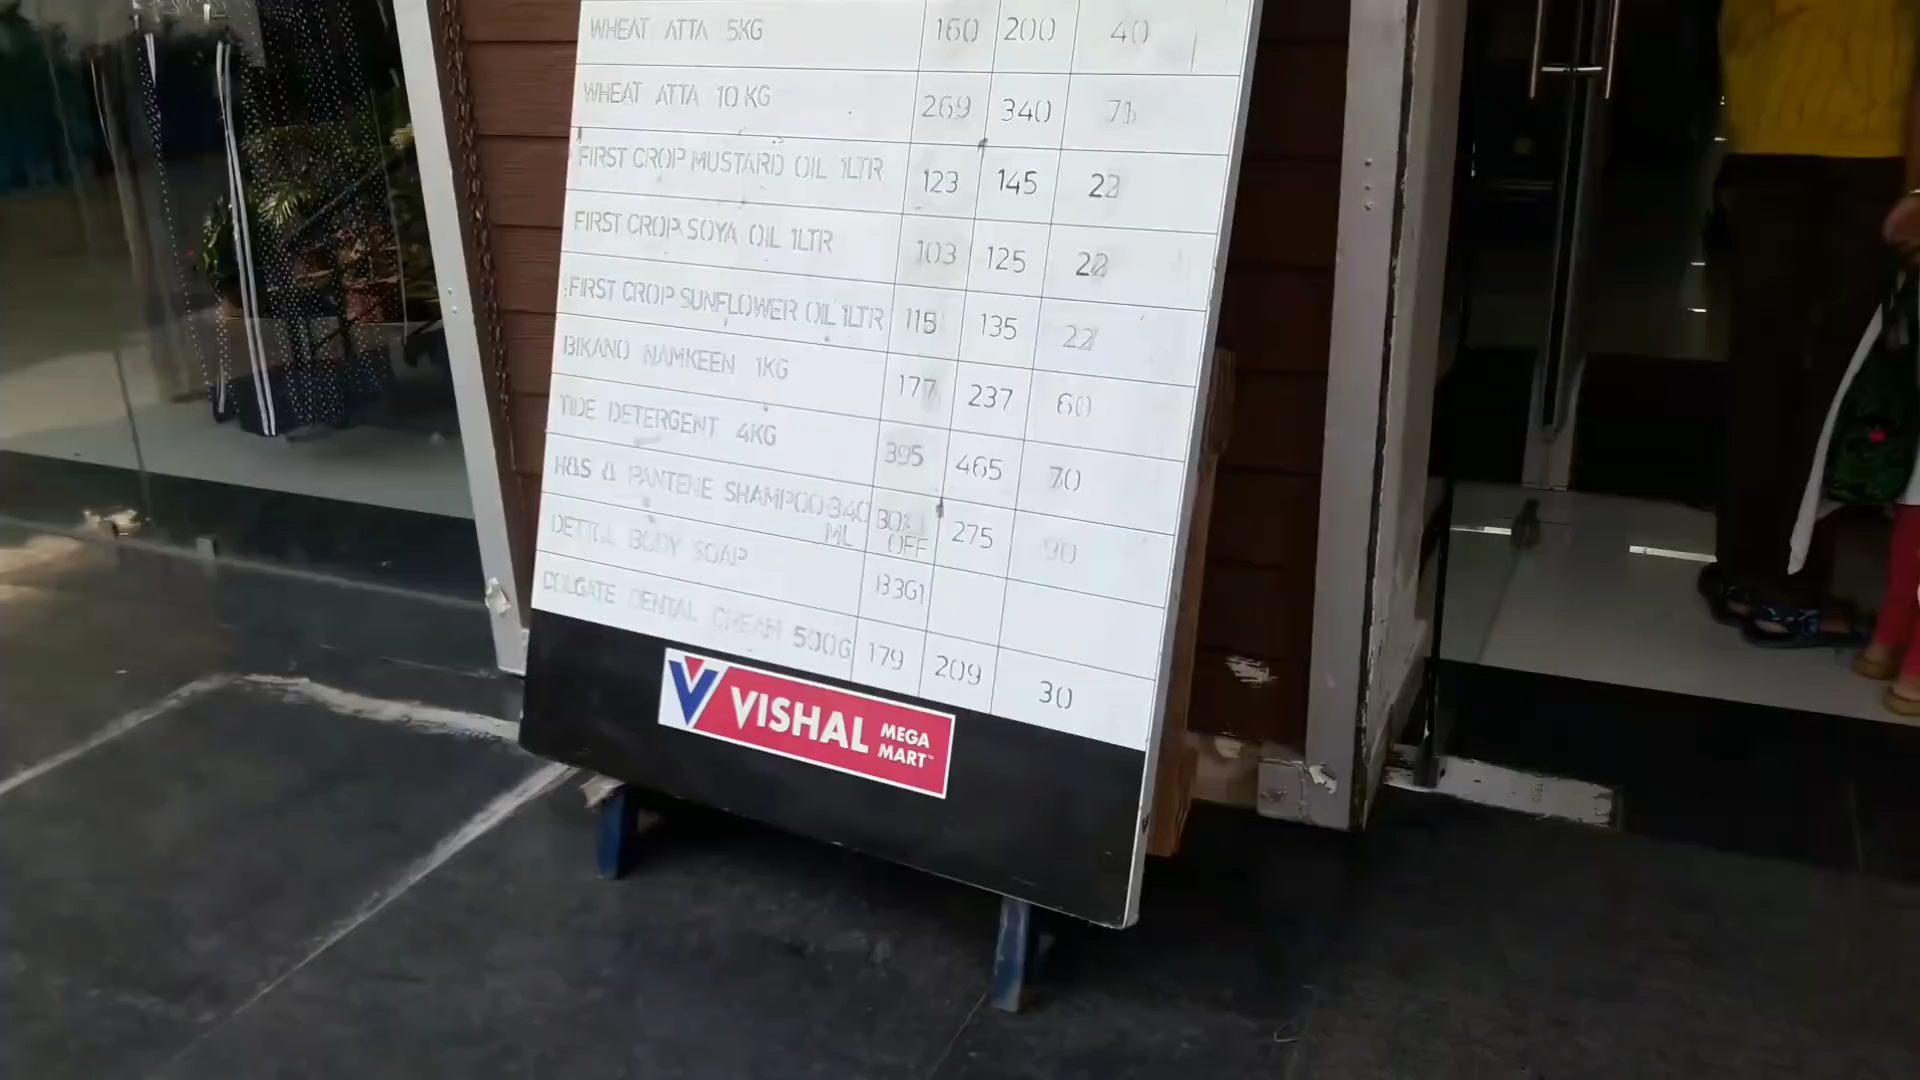 WHEAT ATTA 5KG 160 200 40
WHEAT ATTA 10 KG 269 340 71
FIRST CROP MUSTARD OIL 1LTR 123 145 22
FIRST CROP SOYA OIL 1LTR 103 125 22
FIRST CROP SUNFLOWER OIL 1LTR 115 135 22
BIKANO NAMKEEN 1KG 177 237 60
TIDE DETERGENT 4KG 395 465 70
H&S & PANTENE SHAMPOO 340 30% 275 90
ML OFF
DETTOL BODY SOAP B3G1
COLGATE DENTAL CREAM 500G 179 209 30
VISHAL MEGA
MART